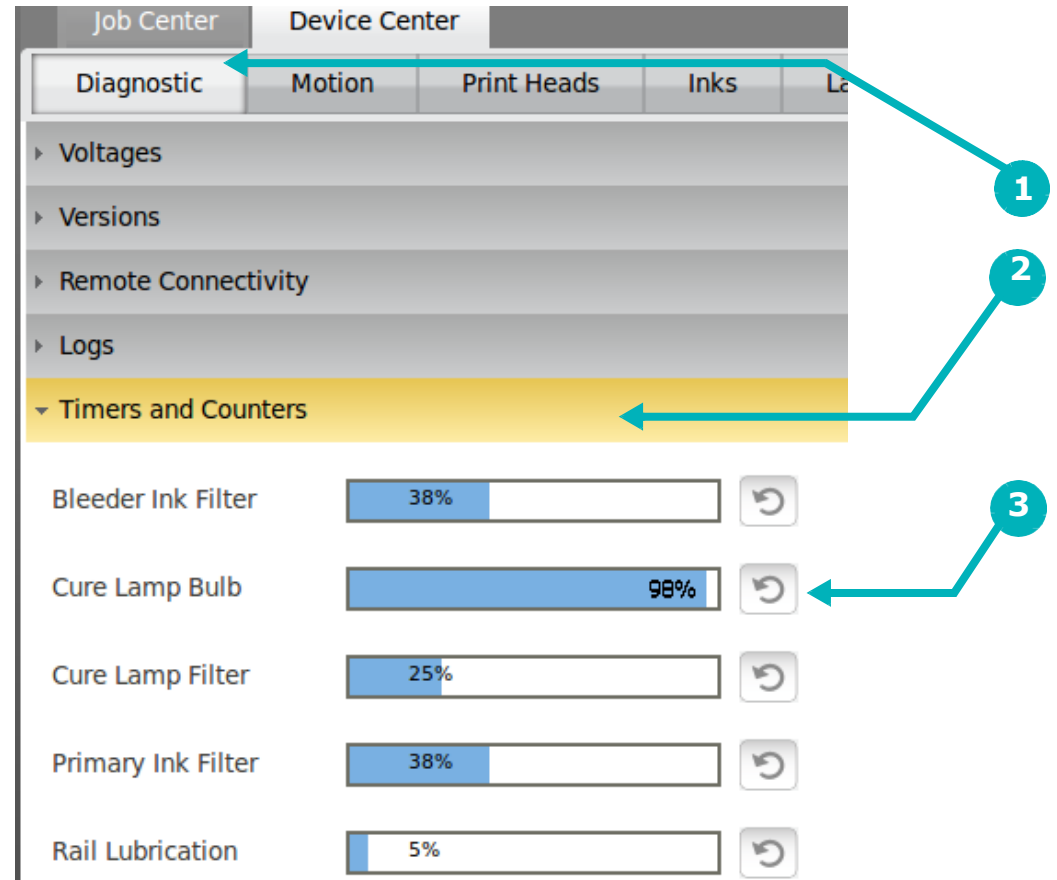 Job Center Device Center
Diagnostic Motion Print Heads Inks La
Voltages
1
Versions
2
Remote Connectivity
Logs
Timers and Counters
Bleeder Ink Filter 38%
3
Cure Lamp Bulb 98%
Cure Lamp Filter 25%
Primary Ink Filter 38%
Rail Lubrication 5%